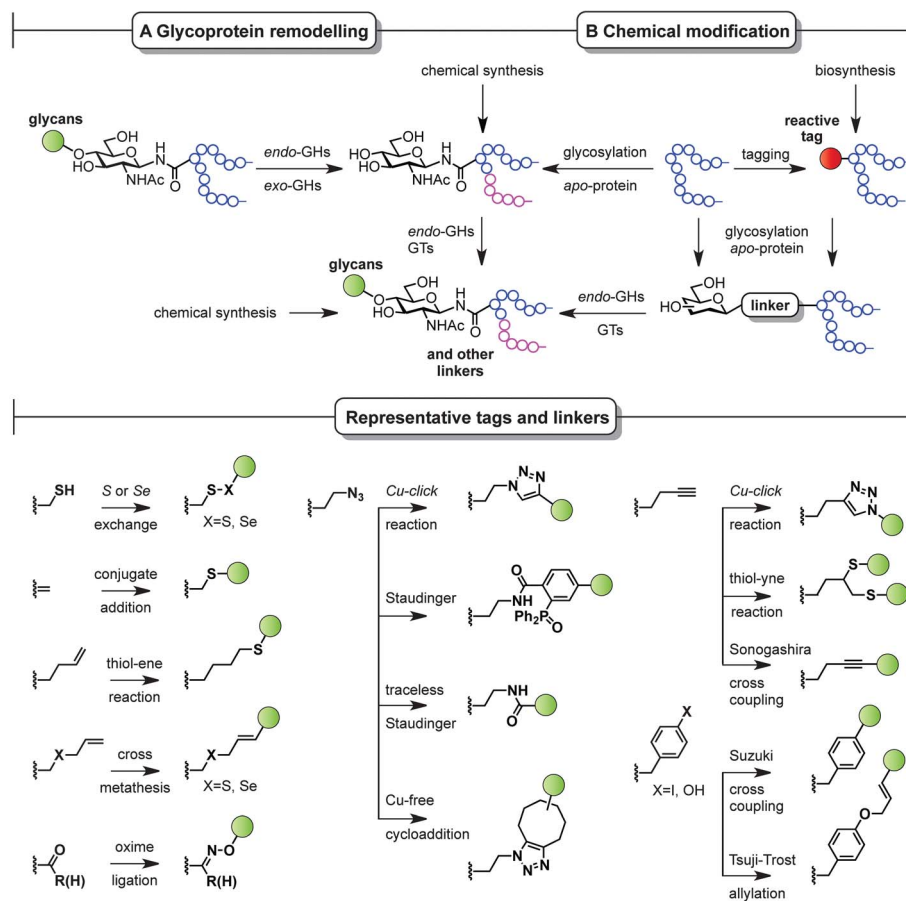 A Glycoprotein remodelling
B Chemical modification
chemical synthesis
biosynthesis
glycans
reactive
tag
OH
O
HO
NHAc
H
N
O
endo-GHs
exo-GHs
OH
HO
HO
O
NHAc
H
N
O
glycosylation
apo-protein
tagging
endo-GHs
GTs
glycosylation
apo-protein
glycans
chemical synthesis
OH
O
HO
O
NHAc
H
N
O
and other
linkers
endo-GHs
GTs
HO
HO
O
linker
Representative tags and linkers
SH
S or Se
exchange
S-X
X=S, Se
N3
Cu-click
reaction
N
N
N
Cu-click
reaction
N
N
N
conjugate
addition
S
Staudinger
O
NH
Ph2P
O
thiol-yne
reaction
S
S
thiol-ene
reaction
S
traceless
Staudinger
NH
O
Sonogashira
cross
coupling
X
cross
metathesis
X
X=S, Se
X
X=I, OH
Suzuki
cross
coupling
Cu-free
cycloaddition
N
N
N
O
R(H)
oxime
ligation
N
O
R(H)
Tsuji-Trost
allylation
O